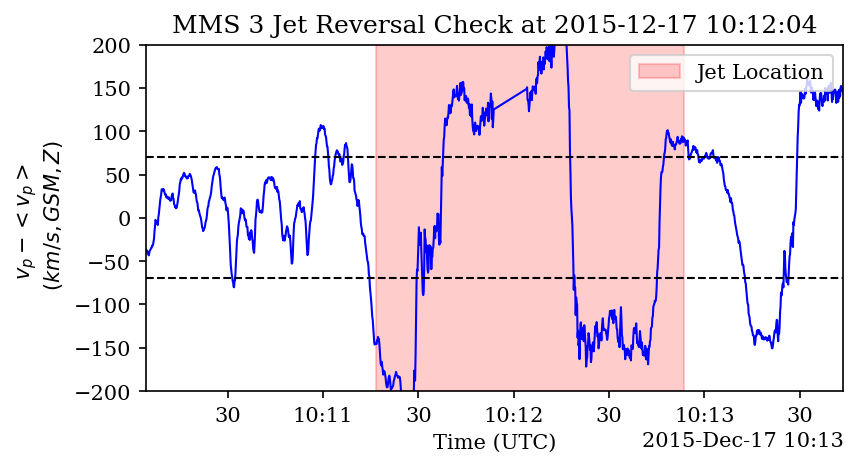 MMS 3 Jet Reversal Check at 2015-12-17 10:12:04
Jet Location
200
150
100
50
0
−50
−100
−150
−200
v_p − < v_p >
(km/s, GSM, Z)
30 10:11 30 10:12 30 10:13 30
Time (UTC)
2015-Dec-17 10:13